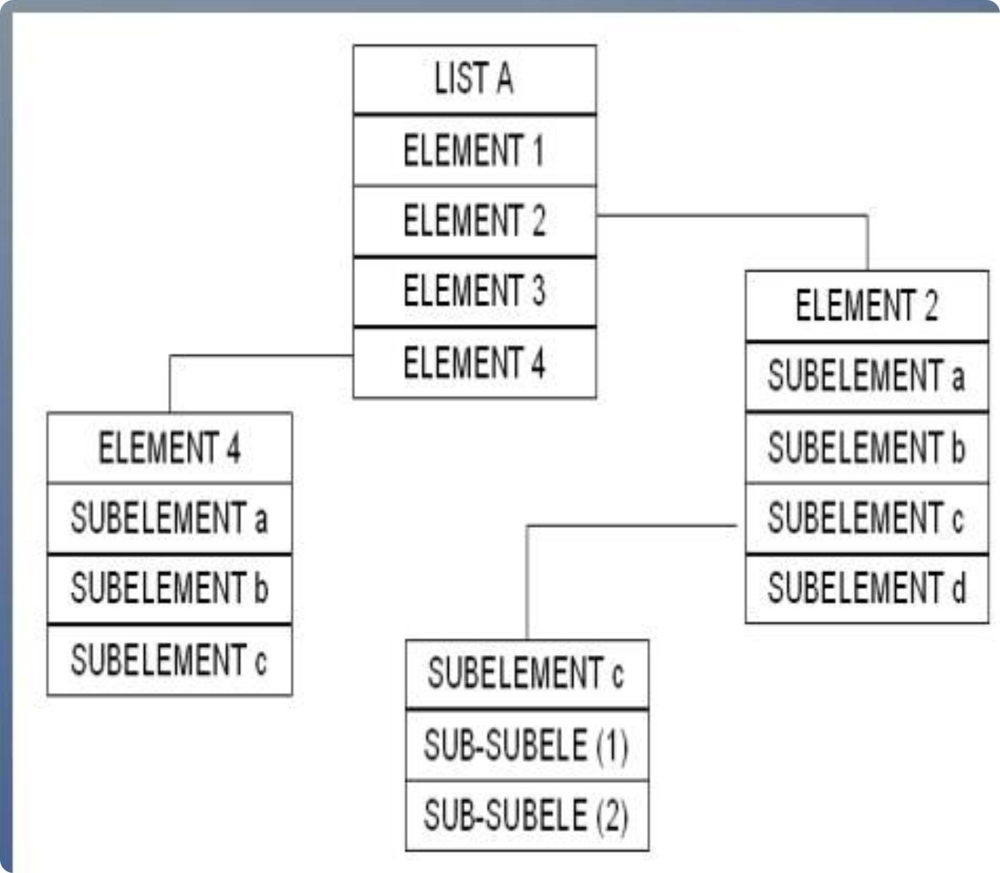 LIST A
ELEMENT 1
ELEMENT 2
ELEMENT 3
ELEMENT 4
ELEMENT 2
SUBELEMENT a
SUBELEMENT b
SUBELEMENT c
SUBELEMENT d
ELEMENT 4
SUBELEMENT a
SUBELEMENT b
SUBELEMENT c
SUBELEMENT c
SUB-SUBELE (1)
SUB-SUBELE (2)